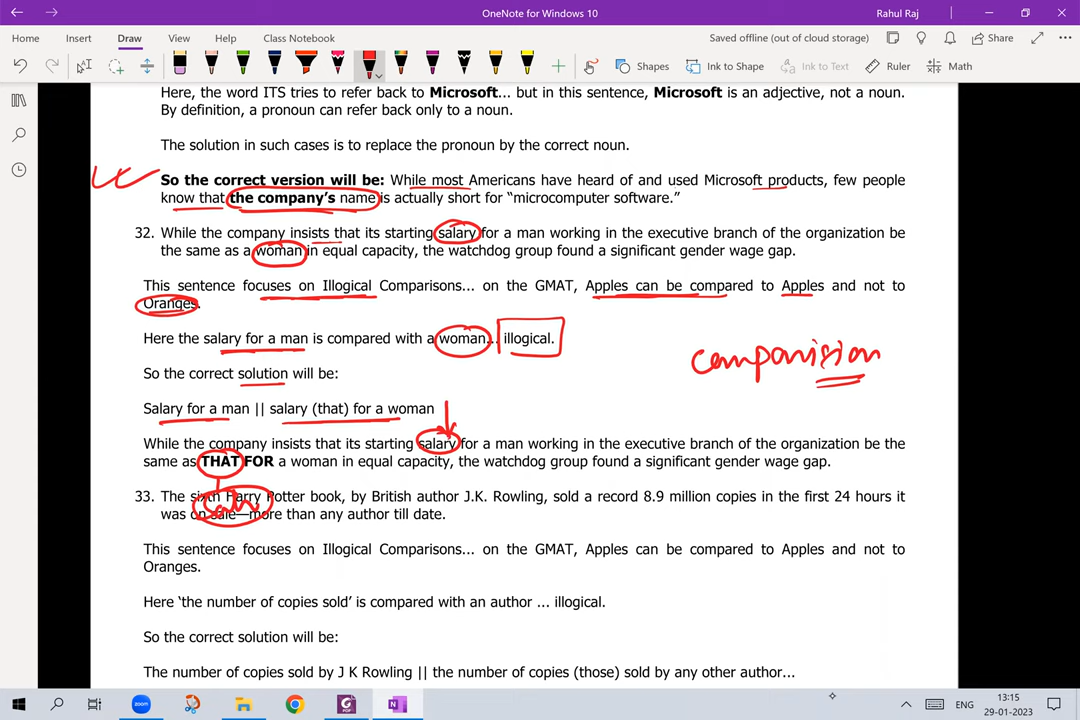 OneNote for Windows 10
Rahul Raj
Home Insert Draw View Help Class Notebook
Saved offline (out of cloud storage)
Share
Shapes Ink to Shape Ink to Text Ruler Math
Here, the word ITS tries to refer back to Microsoft... but in this sentence, Microsoft is an adjective, not a noun.
By definition, a pronoun can refer back only to a noun.
The solution in such cases is to replace the pronoun by the correct noun.
So the correct version will be: While most Americans have heard of and used Microsoft products, few people
know that the company's name is actually short for "microcomputer software."
32. While the company insists that its starting salary for a man working in the executive branch of the organization be
the same as a woman in equal capacity, the watchdog group found a significant gender wage gap.
This sentence focuses on Illogical Comparisons... on the GMAT, Apples can be compared to Apples and not to
Oranges.
Here the salary for a man is compared with a woman... illogical.
comparision
So the correct solution will be:
Salary for a man || salary (that) for a woman
While the company insists that its starting salary for a man working in the executive branch of the organization be the
same as THAT FOR a woman in equal capacity, the watchdog group found a significant gender wage gap.
33. The sixth Harry Potter book, by British author J.K. Rowling, sold a record 8.9 million copies in the first 24 hours it
was on sale—more than any author till date.
This sentence focuses on Illogical Comparisons... on the GMAT, Apples can be compared to Apples and not to
Oranges.
Here 'the number of copies sold' is compared with an author ... illogical.
So the correct solution will be:
The number of copies sold by J K Rowling || the number of copies (those) sold by any other author...
zoom
PDF
ENG
13:15
29-01-2023